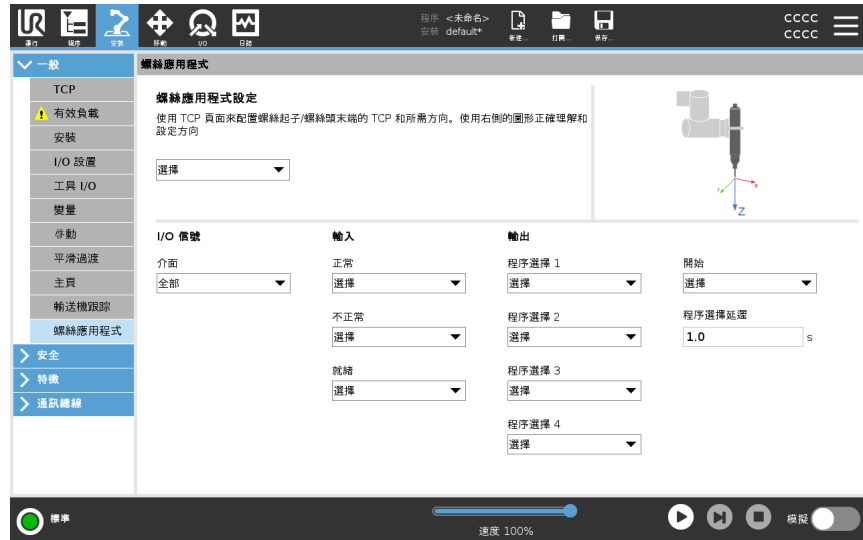 程序 <未命名>
安裝 default*
CCCC
CCCC
運行
程序
安裝
移動
I/O
日誌
新建...
打開...
保存...
一般
TCP
有效負載
安裝
I/O 設置
工具 I/O
變量
啓動
平滑過渡
主頁
輸送機跟踪
螺絲應用程式
安全
特徵
通訊總線
螺絲應用程式
螺絲應用程式設定
使用 TCP 頁面來配置螺絲起子/螺絲頭末端的 TCP 和所需方向。使用右側的圖形正確理解和
設定方向
選擇
Y
X
Z
I/O 信號
介面
全部
輸入
正常
選擇
不正常
選擇
就緒
選擇
輸出
程序選擇 1
選擇
程序選擇 2
選擇
程序選擇 3
選擇
程序選擇 4
選擇
開始
選擇
程序選擇延遲
1.0
s
標準
速度 100%
模擬